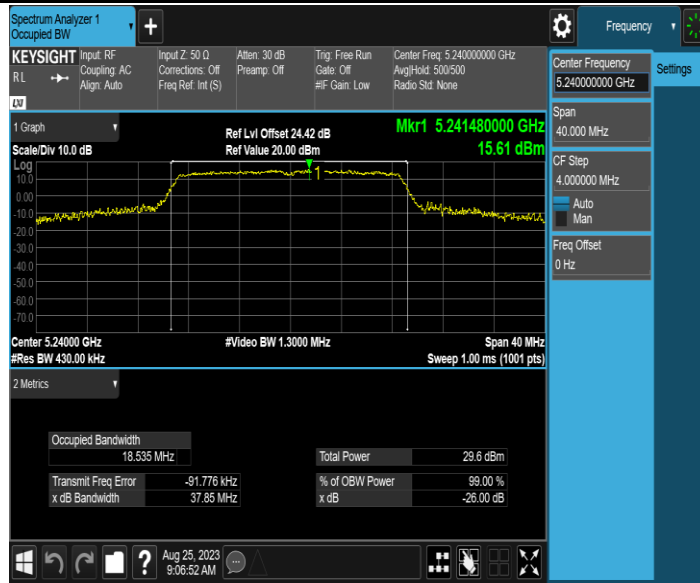 Spectrum Analyzer 1
Occupied BW
Frequency
KEYSIGHT
RL
LXI
Input: RF
Coupling: AC
Align: Auto
Input Z: 50 Ω
Corrections: Off
Freq Ref: Int (S)
Atten: 30 dB
Preamp: Off
Trig: Free Run
Gate: Off
#IF Gain: Low
Center Freq: 5.240000000 GHz
Avg|Hold: 500/500
Radio Std: None
Center Frequency
5.240000000 GHz
Settings
Span
40.000 MHz
CF Step
4.000000 MHz
Auto
Man
Freq Offset
0 Hz
1 Graph
Scale/Div 10.0 dB
Ref Lvl Offset 24.42 dB
Ref Value 20.00 dBm
Mkr1 5.241480000 GHz
15.61 dBm
Log
10.0
0.00
-10.0
-20.0
-30.0
-40.0
-50.0
-60.0
-70.0
1
Center 5.24000 GHz
#Res BW 430.00 kHz
#Video BW 1.3000 MHz
Span 40 MHz
Sweep 1.00 ms (1001 pts)
2 Metrics
Occupied Bandwidth
18.535 MHz
Total Power 29.6 dBm
Transmit Freq Error -91.776 kHz
% of OBW Power 99.00 %
x dB Bandwidth 37.85 MHz
x dB -26.00 dB
?
Aug 25, 2023
9:06:52 AM